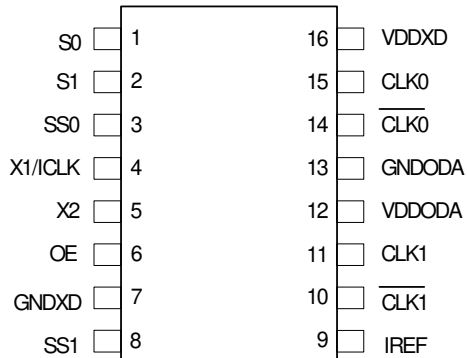 S0 1 16 VDDXD
S1 2 15 CLK0
SS0 3 14 CLK0
X1/ICLK 4 13 GNDODA
X2 5 12 VDDODA
OE 6 11 CLK1
GNDXD 7 10 CLK1
SS1 8 9 IREF